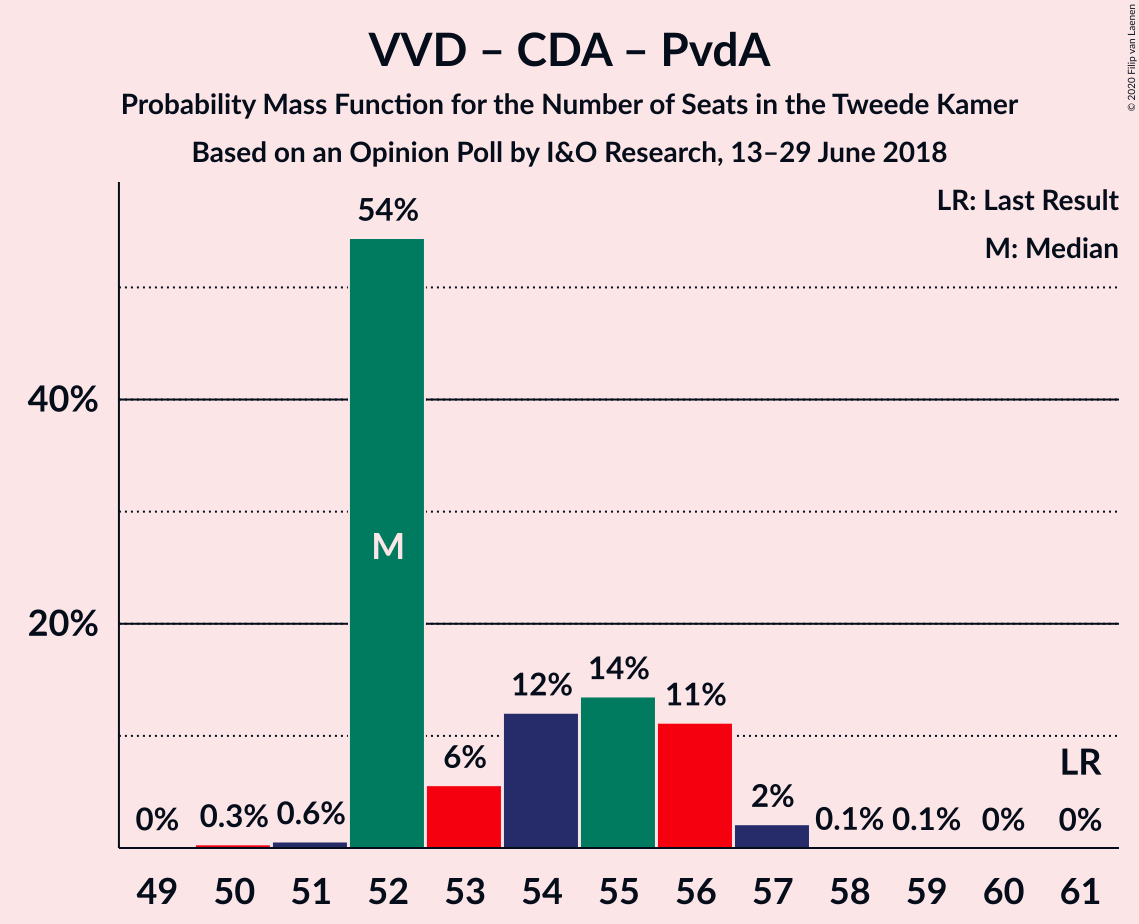 VVD – CDA – PvdA
Probability Mass Function for the Number of Seats in the Tweede Kamer
Based on an Opinion Poll by I&O Research, 13–29 June 2018
© 2020 Filip van Laenen
LR: Last Result
M: Median
54%
40%
M
20%
14%
12%
11%
6%
LR
2%
0% 0.3% 0.6% 0.1% 0.1% 0% 0%
49 50 51 52 53 54 55 56 57 58 59 60 61